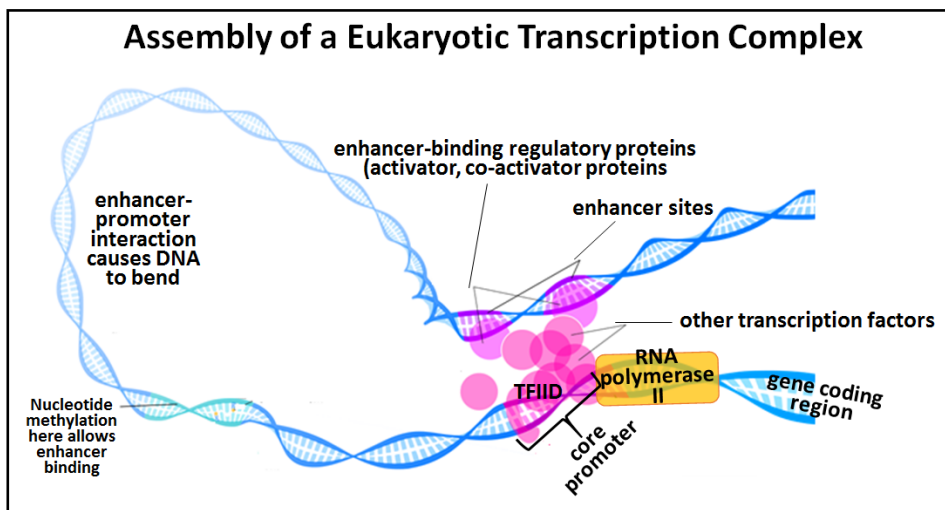 Assembly of a Eukaryotic Transcription Complex
enhancer-binding regulatory proteins
(activator, co-activator proteins
enhancer sites
enhancer-
promoter
interaction
causes DNA
to bend
other transcription factors
RNA
polymerase
II
TFIID
gene coding
region
Nucleotide
methylation
here allows
enhancer
binding
core
promoter